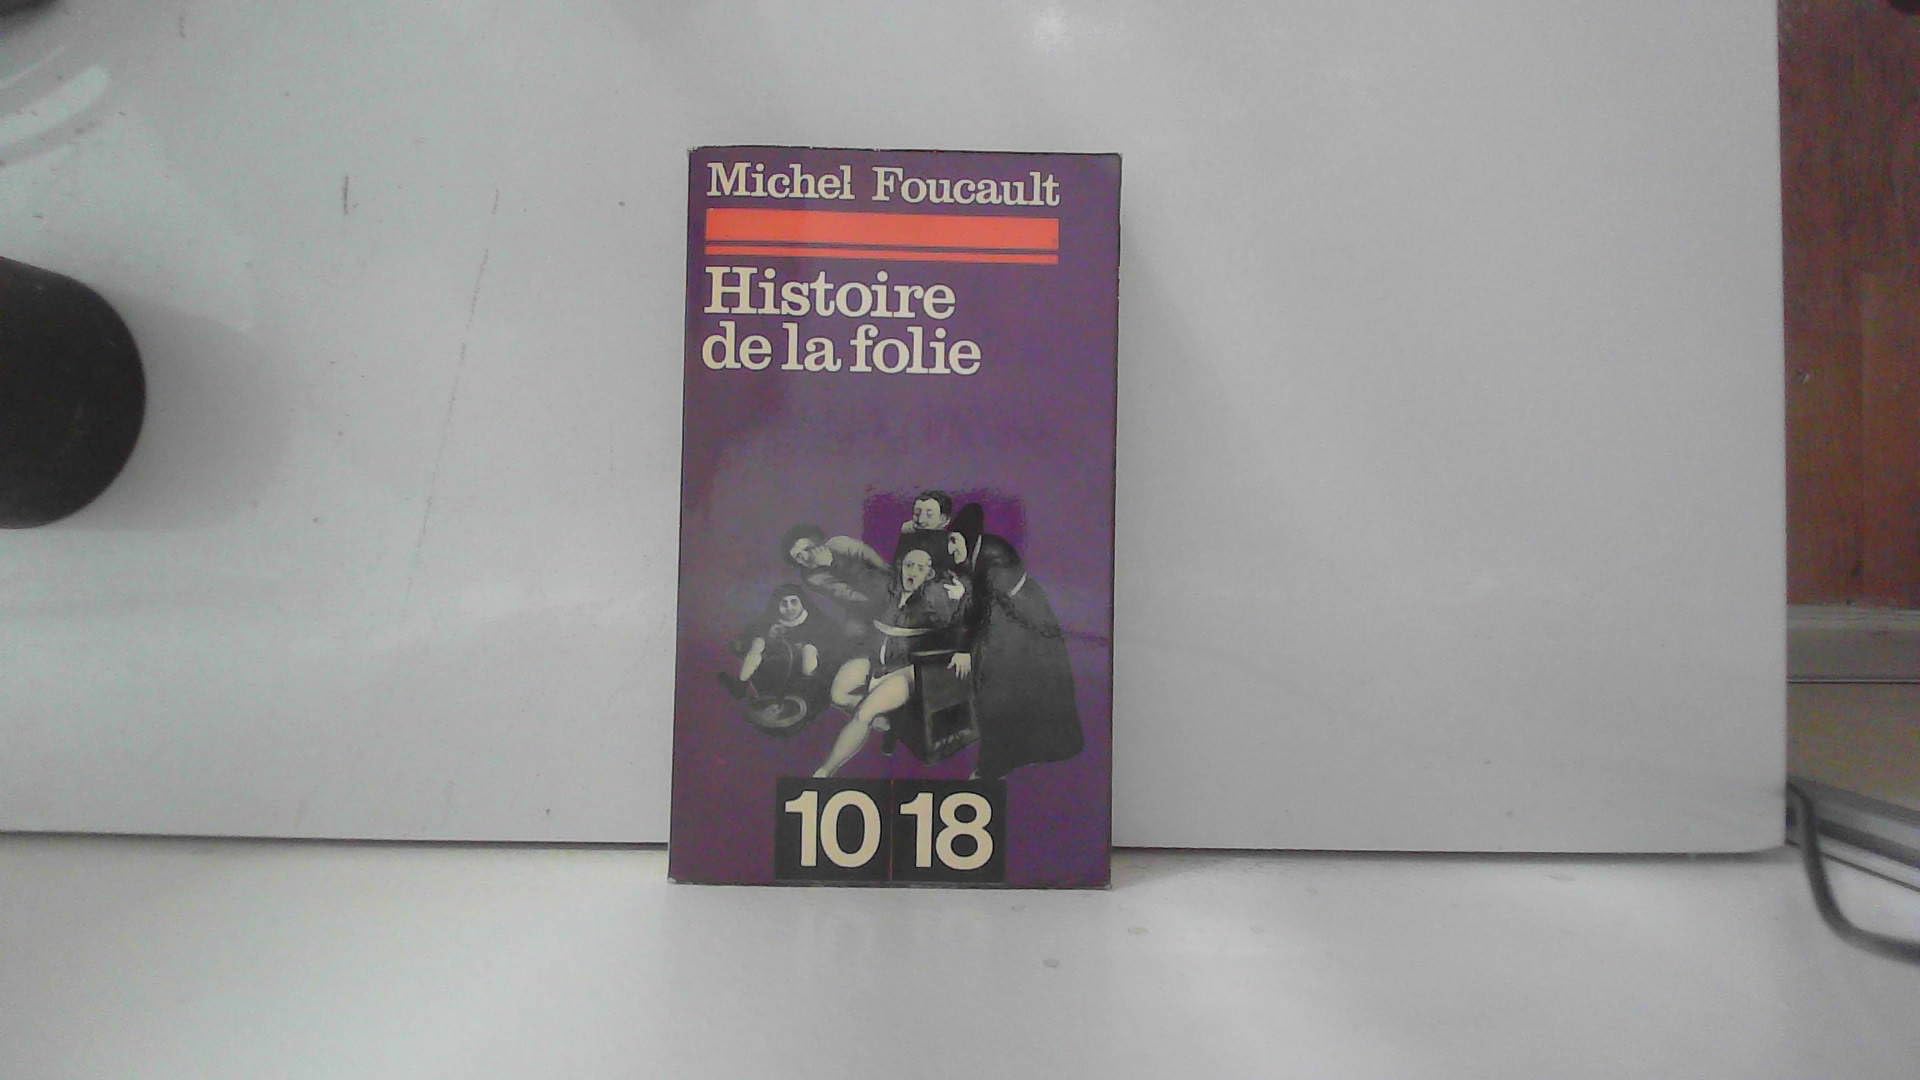 Michel Foucault
Histoire
de la folie
10 18